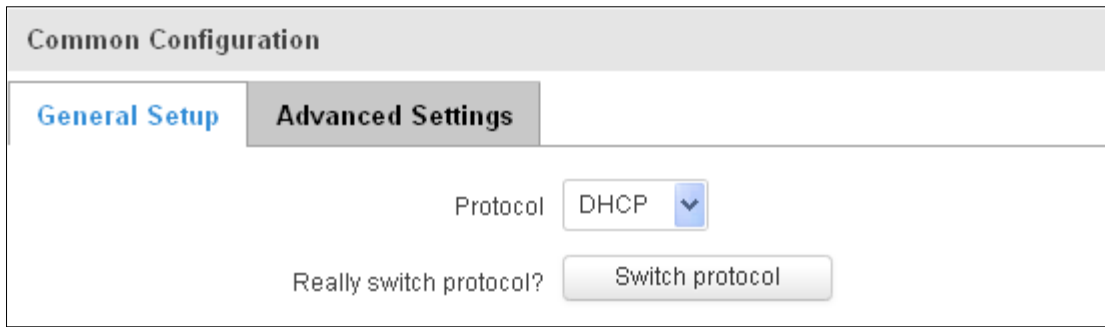 Common Configuration
General Setup Advanced Settings
Protocol DHCP
Really switch protocol? Switch protocol